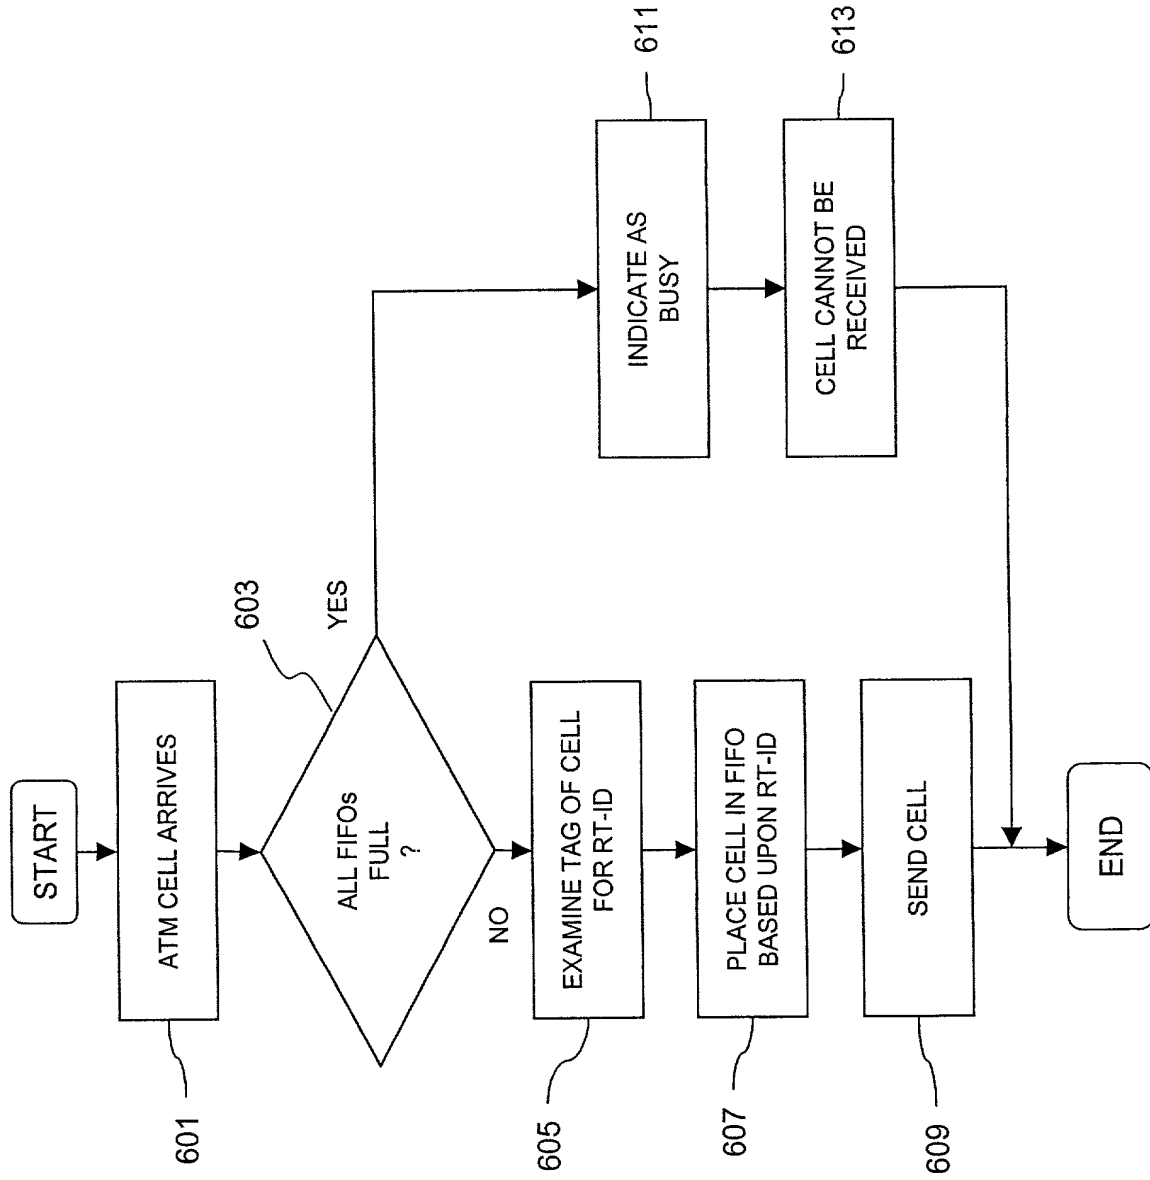 START
ATM CELL ARRIVES
601
603
ALL FIFOs
FULL
?
YES
NO
EXAMINE TAG OF CELL
FOR RT-ID
605
PLACE CELL IN FIFO
BASED UPON RT-ID
607
SEND CELL
609
INDICATE AS
BUSY
611
CELL CANNOT BE
RECEIVED
613
END